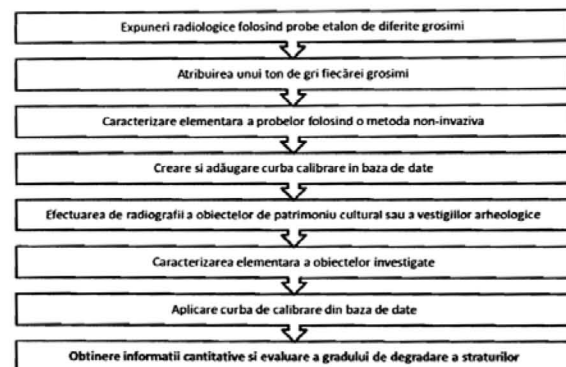 Expuneri radiologice folosind probe etalon de diferite grosimi
Atribuirea unui ton de gri fiecărei grosimi
Caracterizare elementara a probelor folosind o metoda non-invaziva
Creare si adăugare curba calibrare in baza de date
Efectuarea de radiografii a obiectelor de patrimoniu cultural sau a vestigiilor arheologice
Caracterizarea elementara a obiectelor investigate
Aplicare curba de calibrare din baza de date
Obtinere informatii cantitative si evaluare a gradului de degradare a straturilor